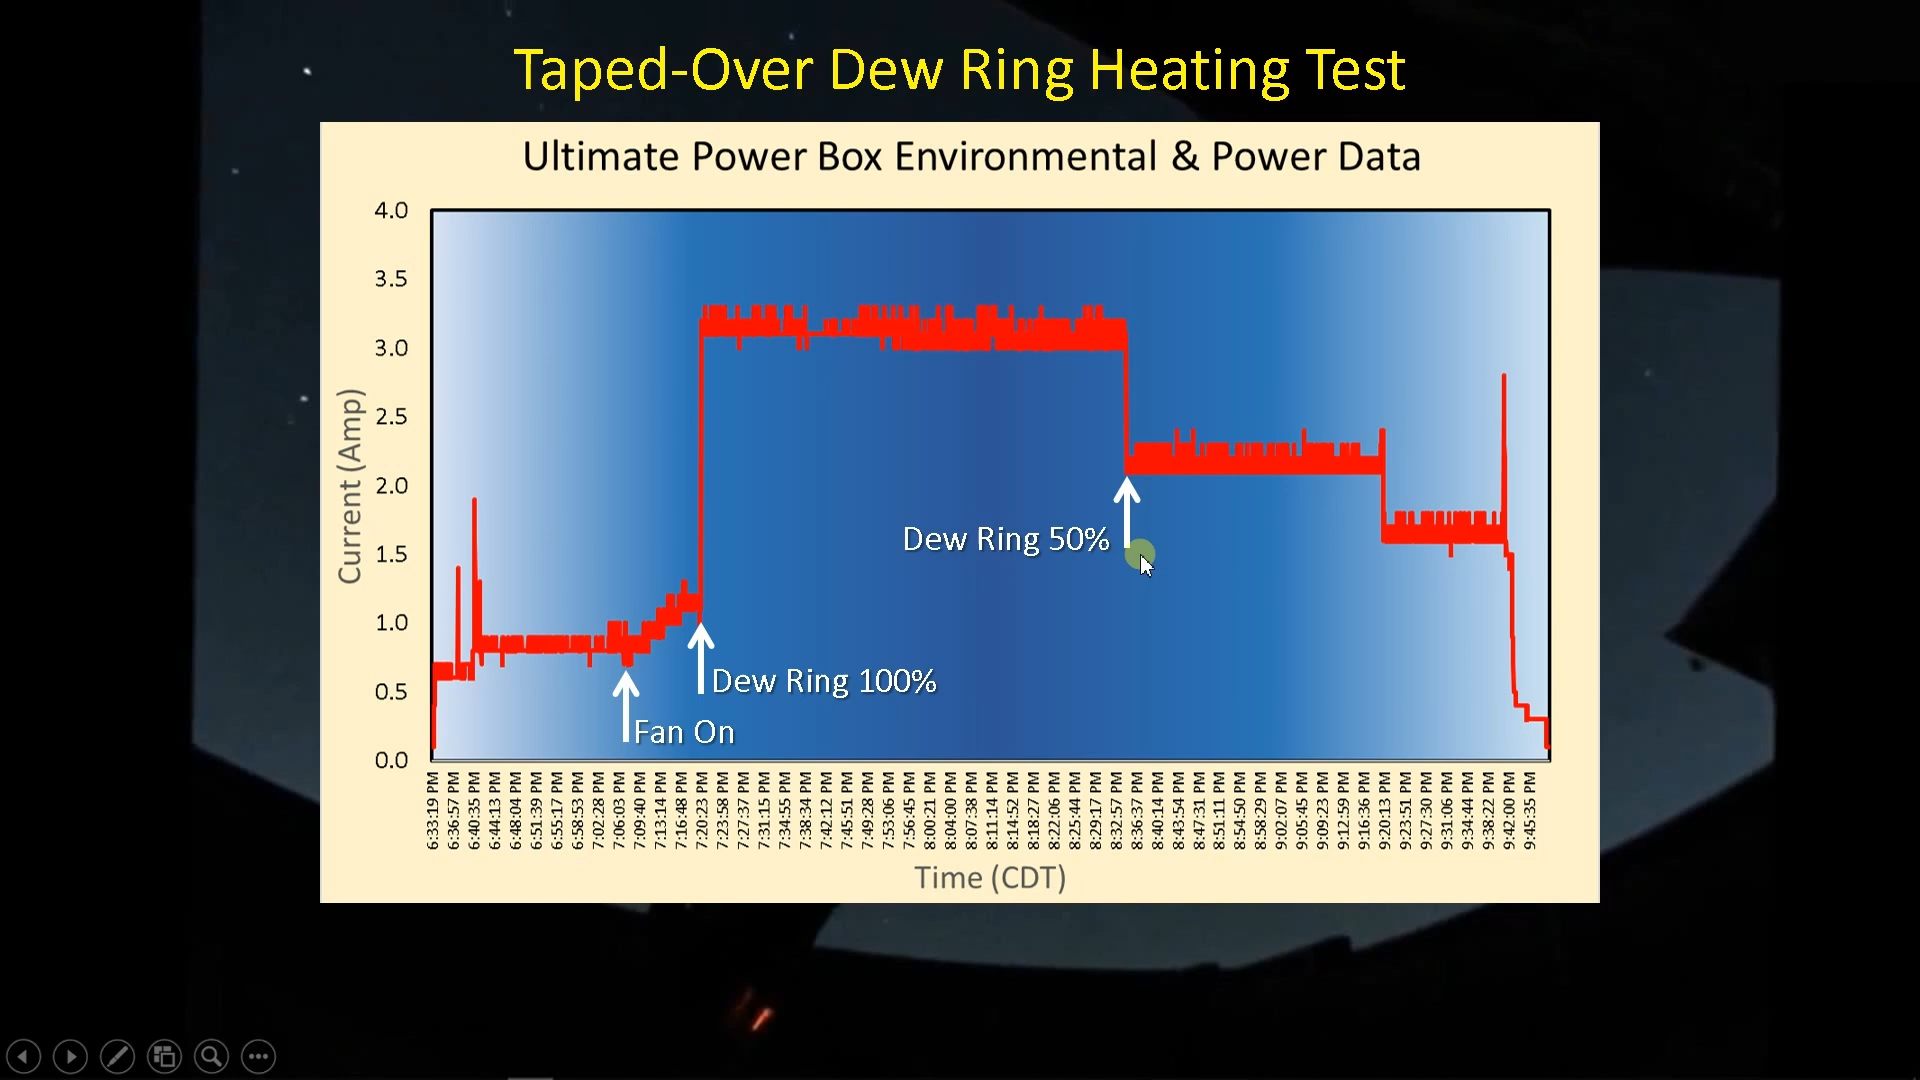 Taped-Over Dew Ring Heating Test
Ultimate Power Box Environmental & Power Data
4.0
3.5
3.0
2.5
2.0
1.5
1.0
0.5
0.0
Current (Amp)
Dew Ring 50%
Dew Ring 100%
Fan On
6:33:19 PM
6:36:57 PM
6:40:35 PM
6:44:13 PM
6:48:04 PM
6:51:39 PM
6:55:17 PM
6:58:53 PM
7:02:28 PM
7:06:03 PM
7:09:40 PM
7:13:14 PM
7:16:48 PM
7:20:23 PM
7:23:58 PM
7:27:37 PM
7:31:15 PM
7:34:55 PM
7:38:34 PM
7:42:12 PM
7:45:51 PM
7:49:28 PM
7:53:06 PM
7:56:45 PM
8:00:21 PM
8:04:00 PM
8:07:38 PM
8:11:14 PM
8:14:52 PM
8:18:27 PM
8:22:06 PM
8:25:44 PM
8:29:17 PM
8:32:57 PM
8:36:37 PM
8:40:14 PM
8:43:54 PM
8:47:31 PM
8:51:11 PM
8:54:50 PM
8:58:29 PM
9:02:07 PM
9:05:45 PM
9:09:23 PM
9:12:59 PM
9:16:36 PM
9:20:13 PM
9:23:51 PM
9:27:30 PM
9:31:06 PM
9:34:44 PM
9:38:22 PM
9:42:00 PM
9:45:35 PM
Time (CDT)